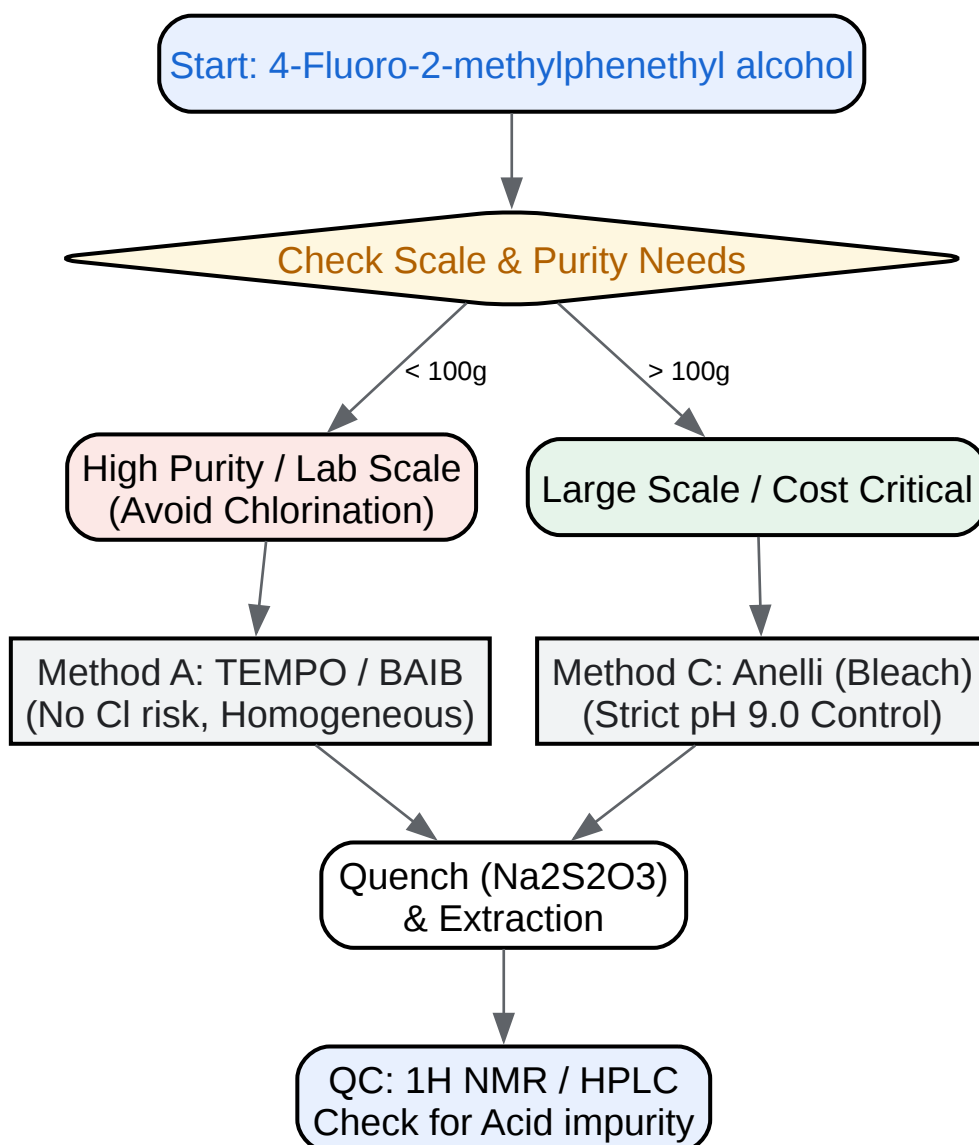 Start: 4-Fluoro-2-methylphenethyl alcohol
Check Scale & Purity Needs
< 100g
> 100g
High Purity / Lab Scale
(Avoid Chlorination)
Large Scale / Cost Critical
Method A: TEMPO / BAIB
(No Cl risk, Homogeneous)
Method C: Anelli (Bleach)
(Strict pH 9.0 Control)
Quench (Na2S2O3)
& Extraction
QC: 1H NMR / HPLC
Check for Acid impurity